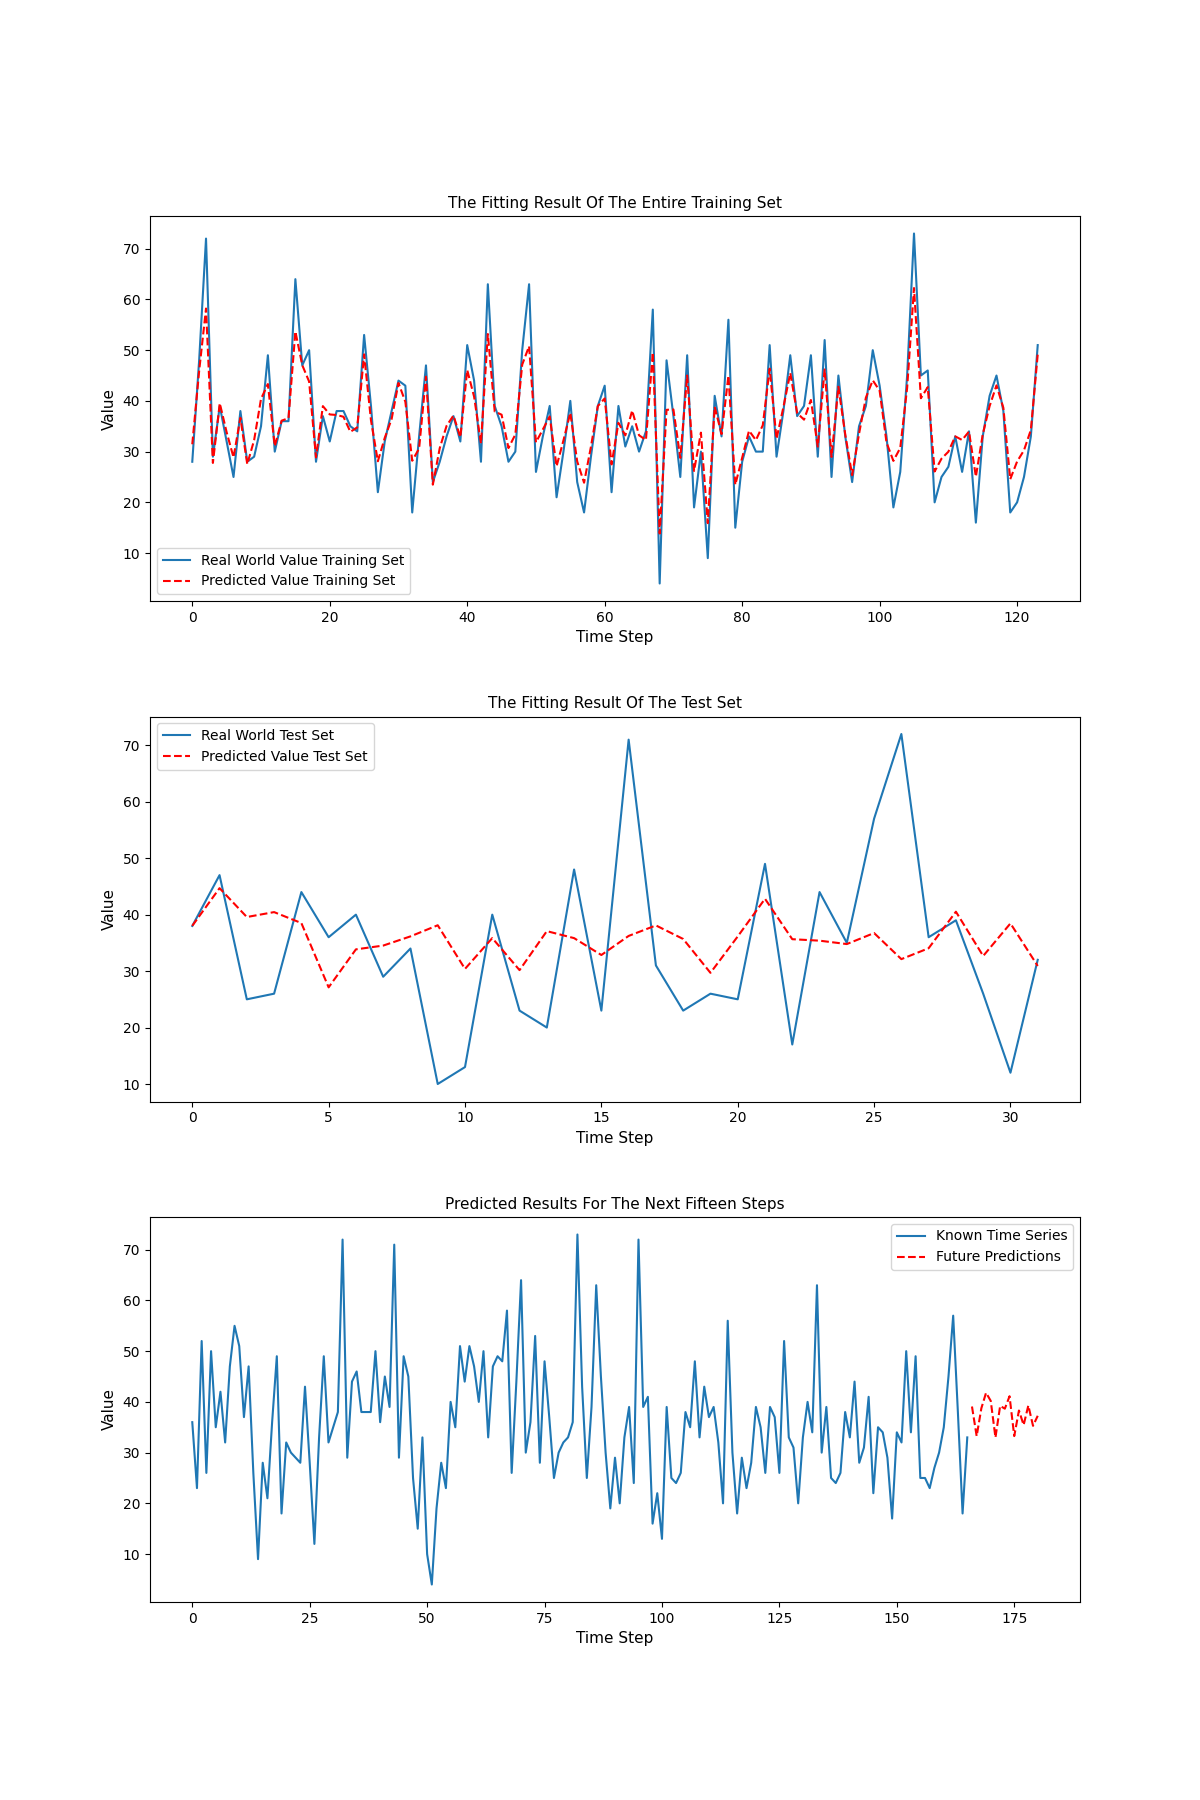 The Fitting Result Of The Entire Training Set
Value
70
60
50
40
30
20
10
Real World Value Training Set
Predicted Value Training Set
0 20 40 60 80 100 120
Time Step
The Fitting Result Of The Test Set
Value
70
60
50
40
30
20
10
Real World Test Set
Predicted Value Test Set
0 5 10 15 20 25 30
Time Step
Predicted Results For The Next Fifteen Steps
Value
70
60
50
40
30
20
10
Known Time Series
Future Predictions
0 25 50 75 100 125 150 175
Time Step